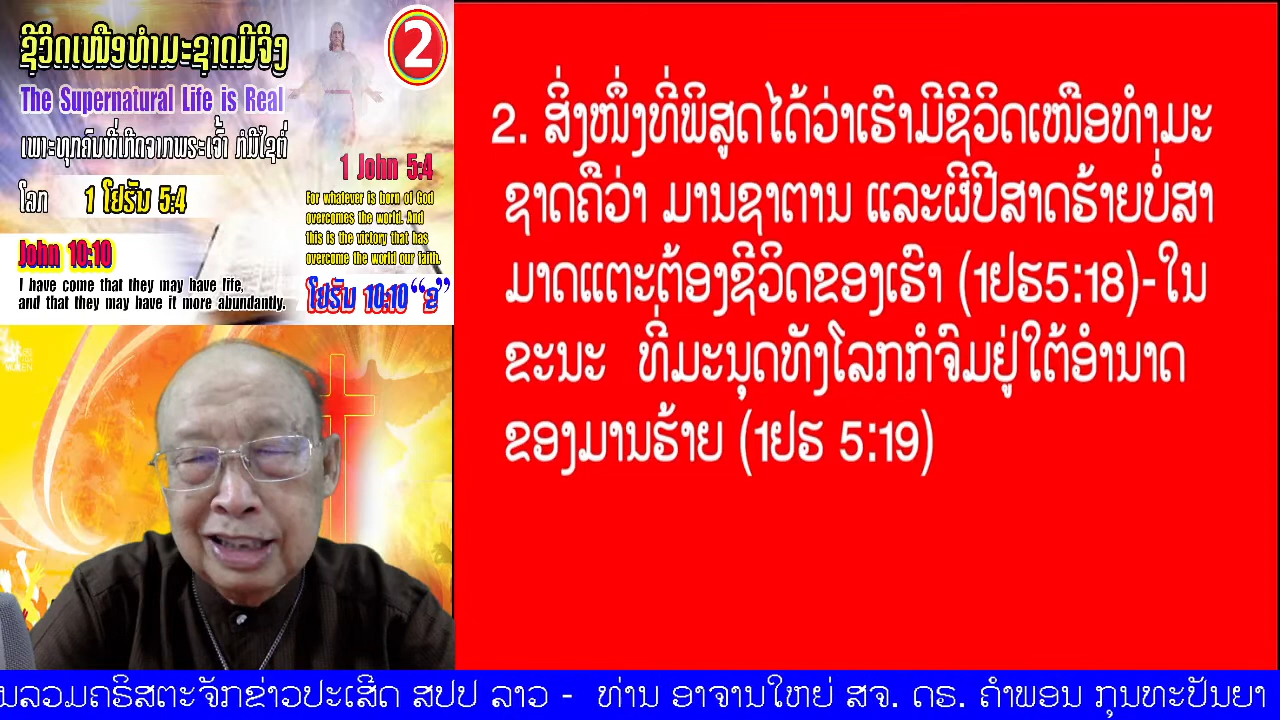 ຊີວິດເໜືອທຳມະຊາດມີຈິງ
2
The Supernatural Life is Real
ເພາະທຸກຄົນທີ່ເກີດຈາກພຣະເຈົ້າ ກໍມີໄຊຕໍ່
ໂລກ 1 ໂຢຮັນ 5:4
1 John 5:4
For whatever is born of God
overcomes the world. And
this is the victory that has
overcome the world our faith.
John 10:10
I have come that they may have life,
and that they may have it more abundantly.
ໂຢຮັນ 10:10 “ຂ”
2. ສິ່ງໜຶ່ງທີ່ພິສູດໄດ້ວ່າເຮົາມີຊີວິດເໜືອທຳມະ
ຊາດຄືວ່າ ມານຊາຕານ ແລະຜີປີສາດຮ້າຍບໍ່ສາ
ມາດແຕະຕ້ອງຊີວິດຂອງເຮົາ (1ຢຮ5:18)-ໃນ
ຂະນະ ທີ່ມະນຸດທັງໂລກກໍຈົມຢູ່ໃຕ້ອຳນາດ
ຂອງມານຮ້າຍ (1ຢຮ 5:19)
ນລວມຄຣິສຕະຈັກຂ່າວປະເສີດ ສປປ ລາວ - ທ່ານ ອາຈານໃຫຍ່ ສຈ. ດຣ. ຄຳພອນ ກຸນທະປັນຍາ